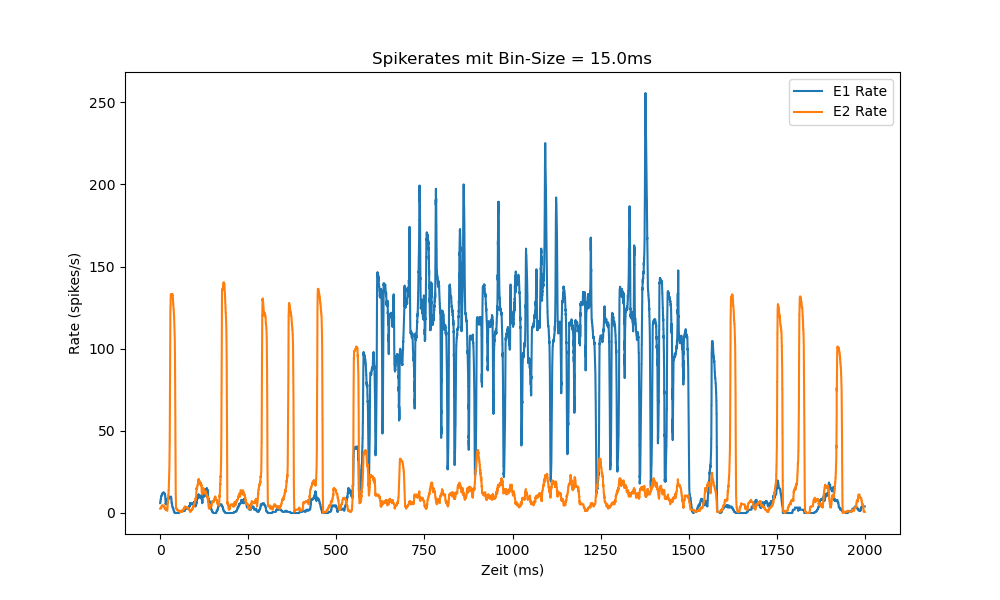 Spikerates mit Bin-Size = 15.0ms
E1 Rate
E2 Rate
Rate (spikes/s)
250
200
150
100
50
0
0 250 500 750 1000 1250 1500 1750 2000
Zeit (ms)